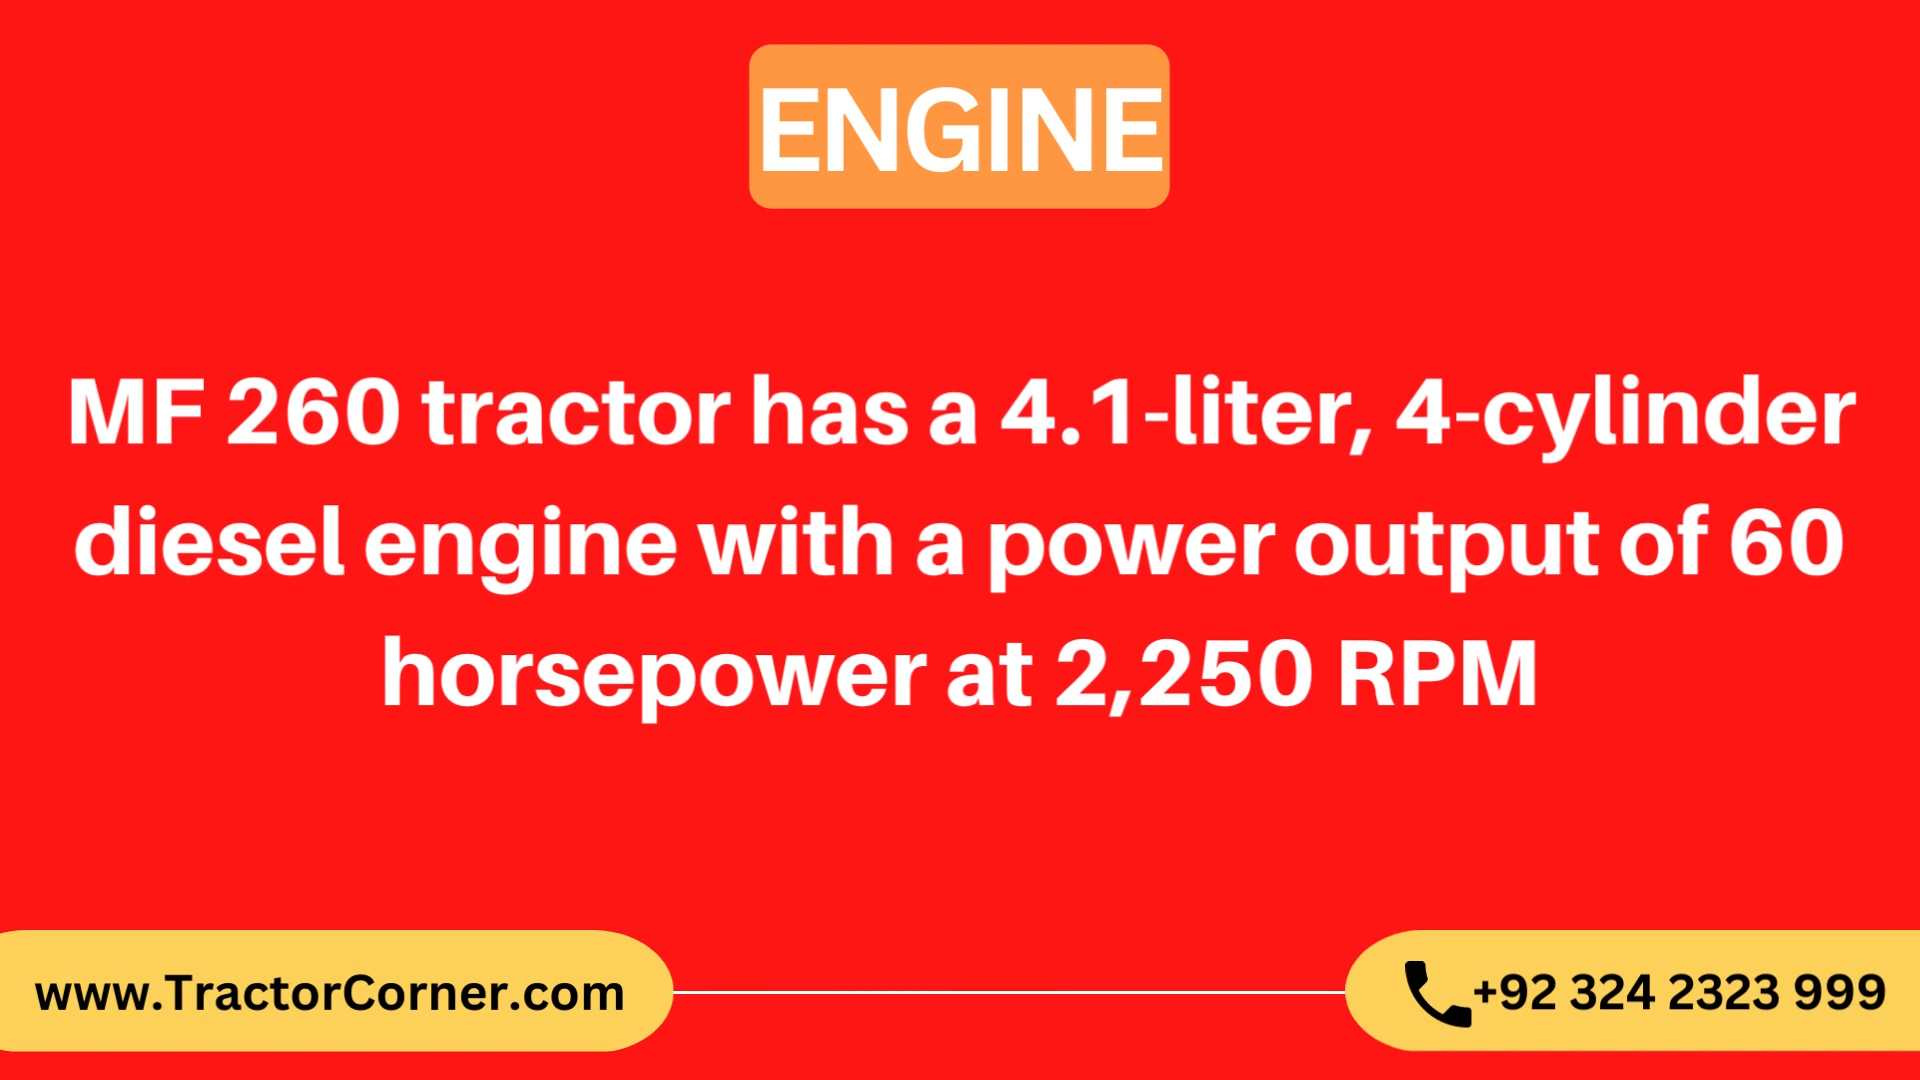 ENGINE
MF 260 tractor has a 4.1-liter, 4-cylinder
diesel engine with a power output of 60
horsepower at 2,250 RPM
www.TractorCorner.com
+92 324 2323 999